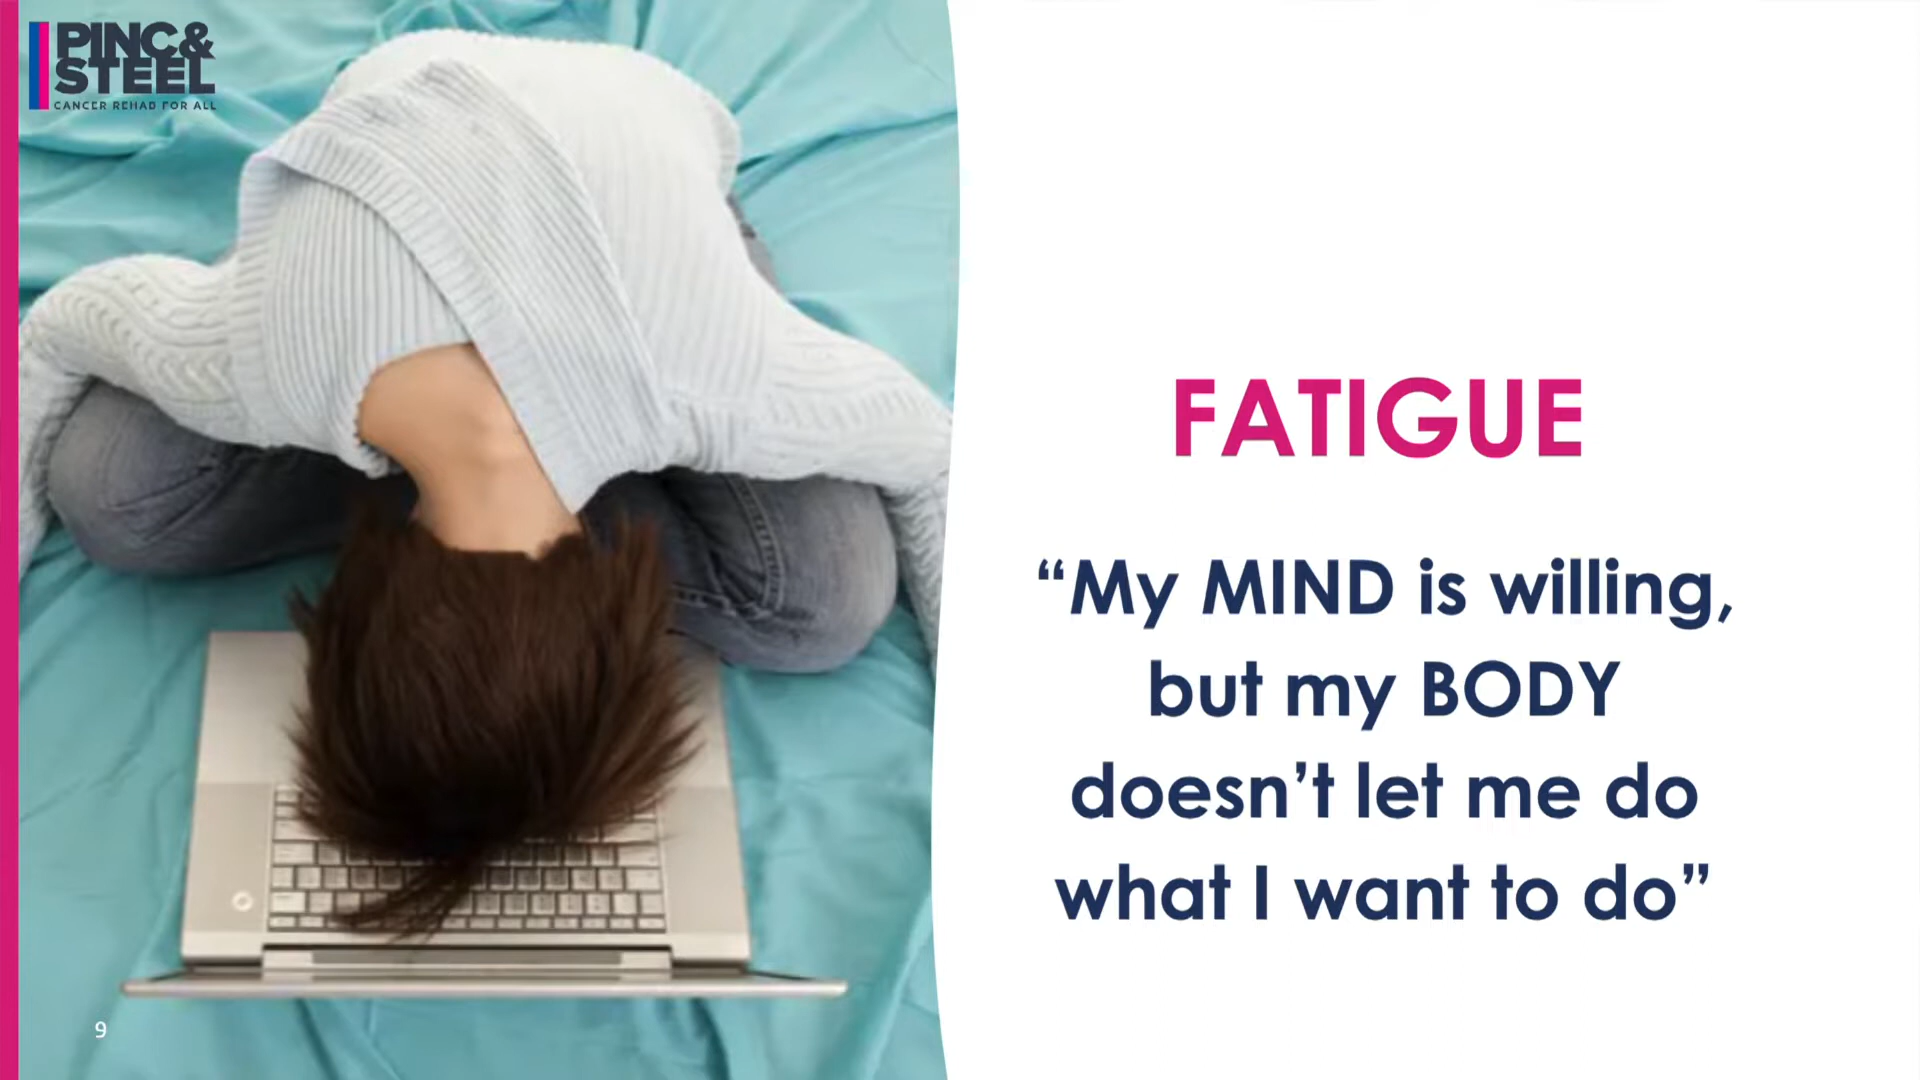 PINC&
STEEL
CANCER REHAB FOR ALL
FATIGUE
“My MIND is willing,
but my BODY
doesn’t let me do
what I want to do”
9